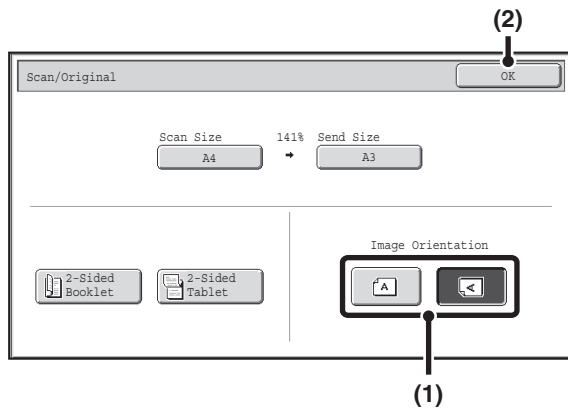 (2)
Scan/Original
OK
Scan Size 141% Send Size
A4 → A3
Image Orientation
2-Sided
Booklet
2-Sided
Tablet
A A
(1)